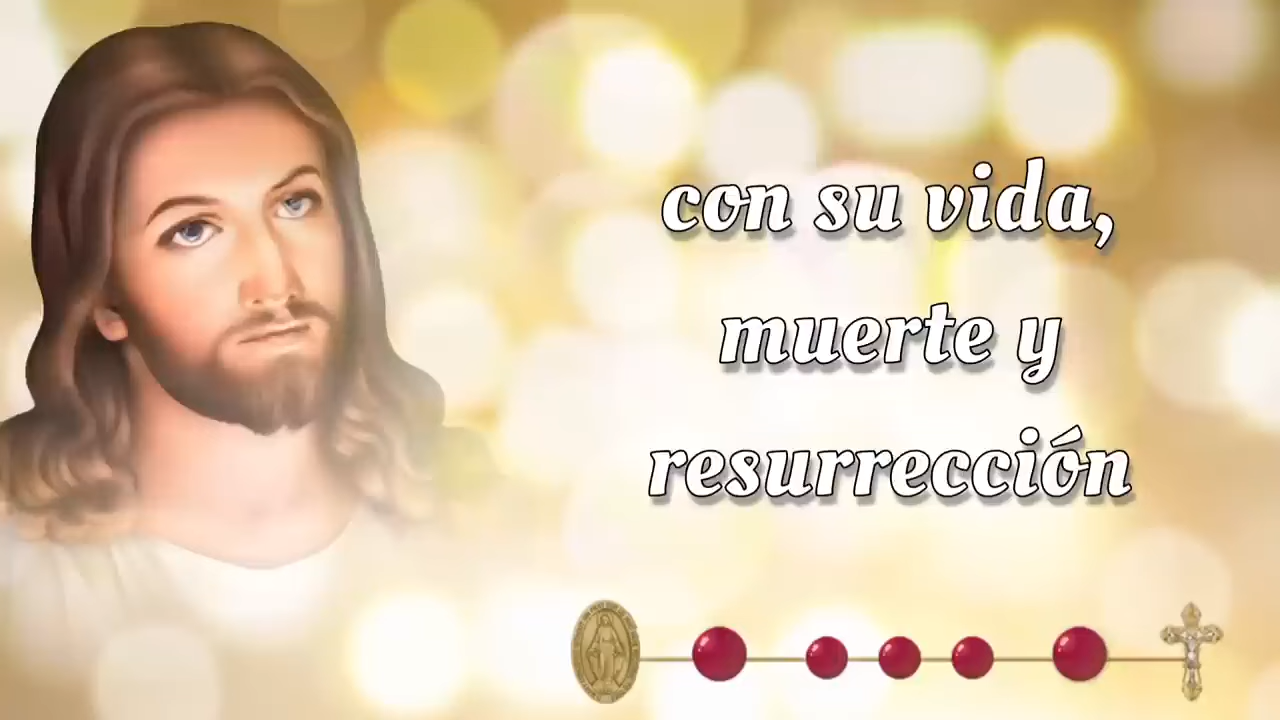 con su vida,
muerte y
resurrección